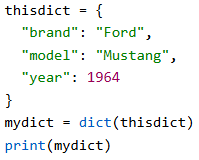 thisdict = {
  "brand": "Ford",
  "model": "Mustang",
  "year": 1964
}
mydict = dict(thisdict)
print(mydict)